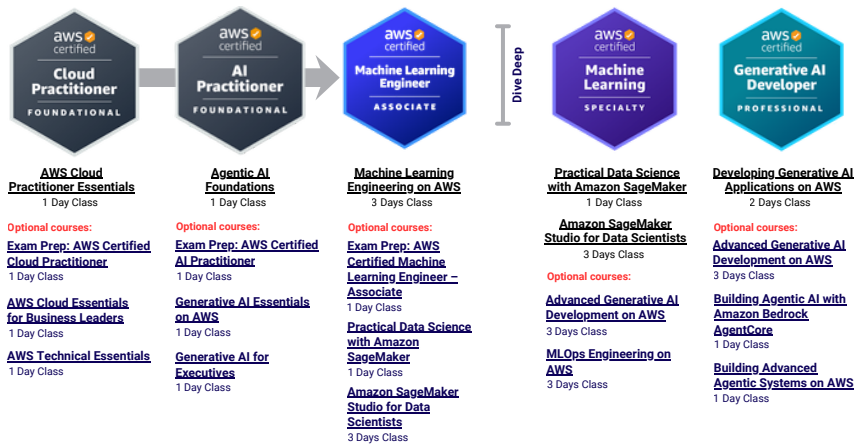 aws
certified
Cloud
Practitioner
FOUNDATIONAL
aws
certified
AI
Practitioner
FOUNDATIONAL
aws
certified
Machine Learning
Engineer
ASSOCIATE
Dive Deep
aws
certified
Machine
Learning
SPECIALTY
aws
certified
Generative AI
Developer
PROFESSIONAL
AWS Cloud
Practitioner Essentials
1 Day Class
Optional courses:
Exam Prep: AWS Certified
Cloud Practitioner
1 Day Class
AWS Cloud Essentials
for Business Leaders
1 Day Class
AWS Technical Essentials
1 Day Class
Agentic AI
Foundations
1 Day Class
Optional courses:
Exam Prep: AWS Certified
AI Practitioner
1 Day Class
Generative AI Essentials
on AWS
1 Day Class
Generative AI for
Executives
1 Day Class
Machine Learning
Engineering on AWS
3 Days Class
Optional courses:
Exam Prep: AWS
Certified Machine
Learning Engineer –
Associate
1 Day Class
Practical Data Science
with Amazon
SageMaker
1 Day Class
Amazon SageMaker
Studio for Data
Scientists
3 Days Class
Practical Data Science
with Amazon SageMaker
1 Day Class
Amazon SageMaker
Studio for Data Scientists
3 Days Class
Optional courses:
Advanced Generative AI
Development on AWS
3 Days Class
MLOps Engineering on
AWS
3 Days Class
Developing Generative AI
Applications on AWS
2 Days Class
Optional courses:
Advanced Generative AI
Development on AWS
3 Days Class
Building Agentic AI with
Amazon Bedrock
AgentCore
1 Day Class
Building Advanced
Agentic Systems on AWS
1 Day Class